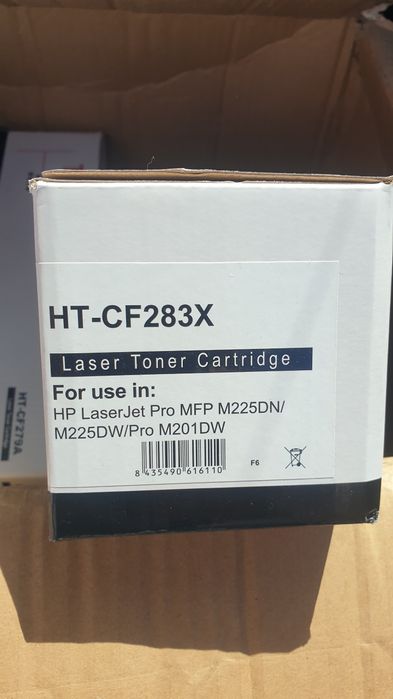 HT-CF283X
Laser Toner Cartridge
For use in:
HP LaserJet Pro MFP M225DN/
M225DW/Pro M201DW
8 435490 616110
F6
HT-CF279A